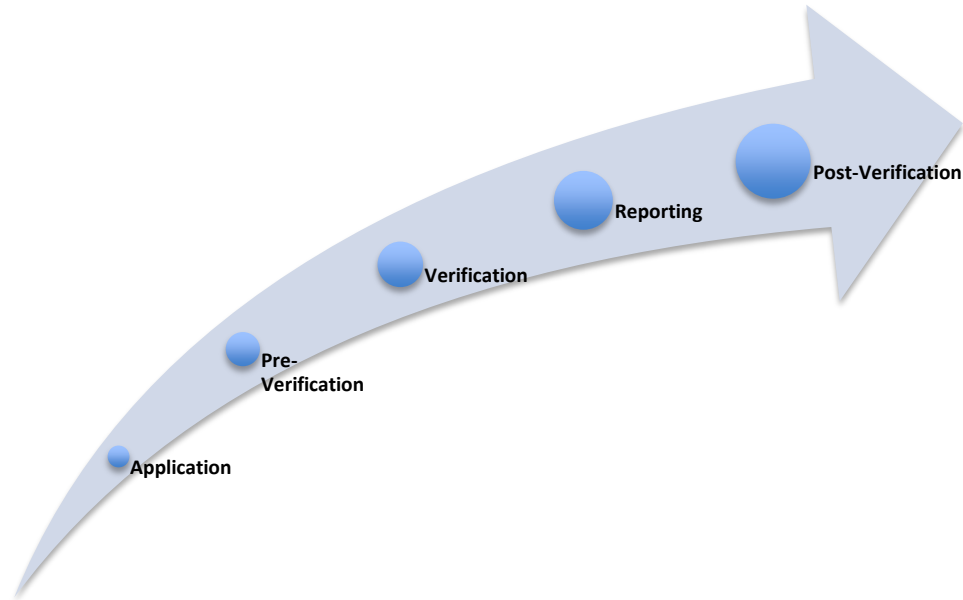 Post-Verification
Reporting
Verification
Pre-
Verification
Application